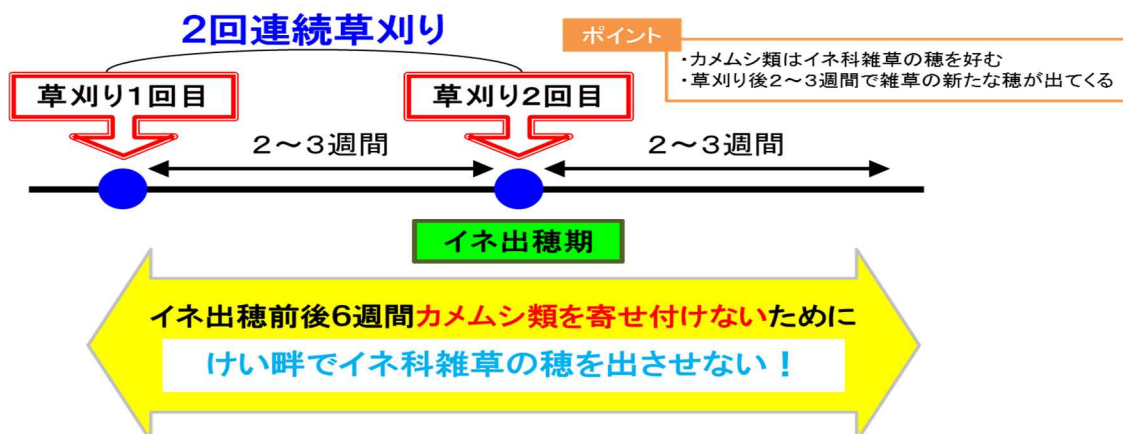 2回連続草刈り
ポイント
・カメムシ類はイネ科雑草の穂を好む
・草刈り後2～3週間で雑草の新たな穂が出てくる
草刈り1回目
草刈り2回目
2～3週間
2～3週間
イネ出穂期
イネ出穂前後6週間カメムシ類を寄せ付けないために
けい畔でイネ科雑草の穂を出させない！